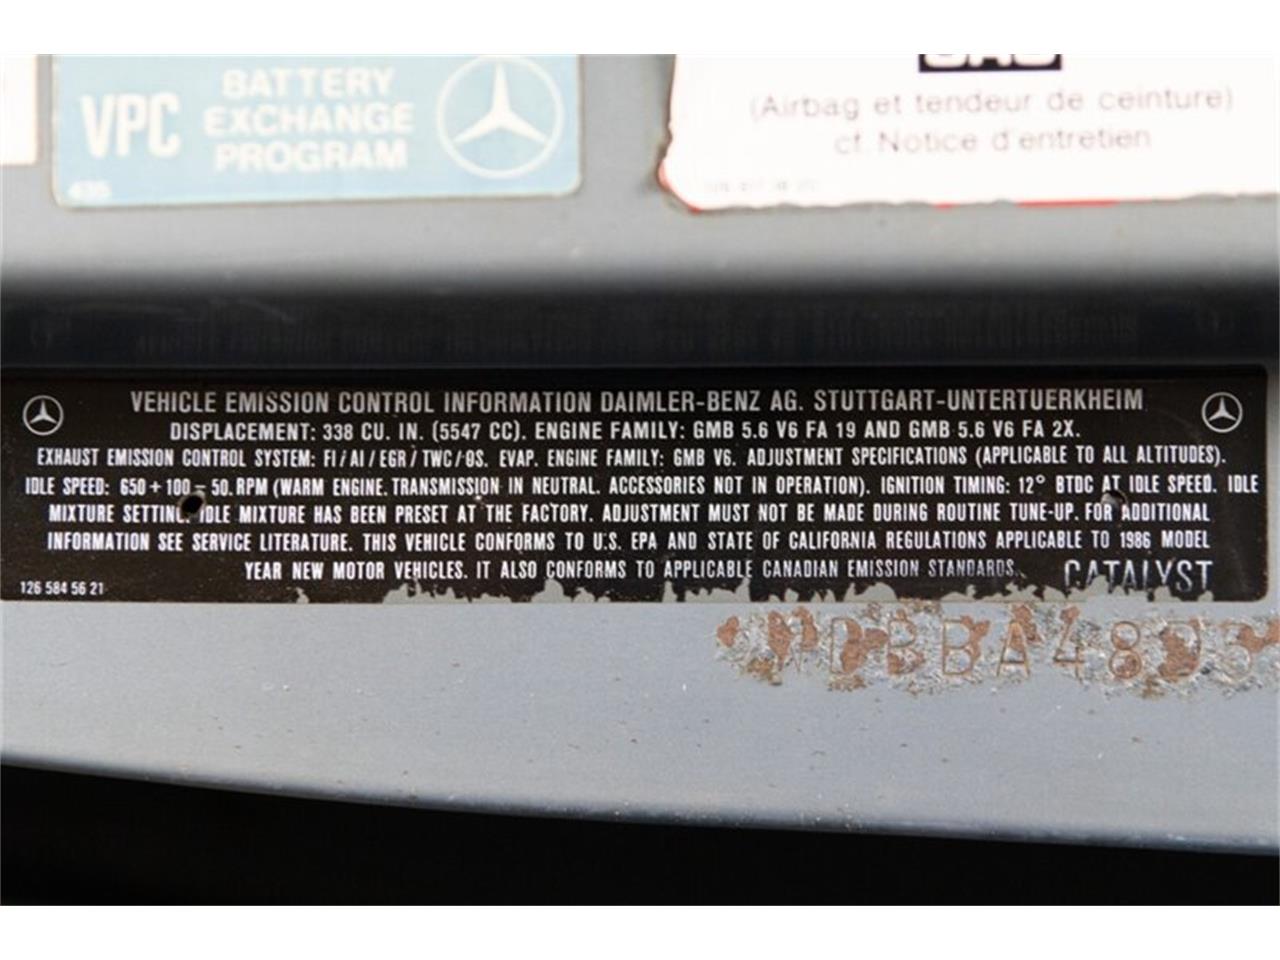 BATTERY
VPC EXCHANGE
PROGRAM
435
(Airbag et tendeur de ceinture)
cf. Notice d'entretien
VEHICLE EMISSION CONTROL INFORMATION DAIMLER-BENZ AG. STUTTGART-UNTERTUERKHEIM
DISPLACEMENT: 338 CU. IN. (5547 CC). ENGINE FAMILY: GMB 5.6 V6 FA 19 AND GMB 5.6 V6 FA 2X.
EXHAUST EMISSION CONTROL SYSTEM: FI/AI/EGR/TWC/OS. EVAP. ENGINE FAMILY: GMB V6. ADJUSTMENT SPECIFICATIONS (APPLICABLE TO ALL ALTITUDES).
IDLE SPEED: 650 + 100 - 50. RPM (WARM ENGINE. TRANSMISSION IN NEUTRAL. ACCESSORIES NOT IN OPERATION). IGNITION TIMING: 12° BTDC AT IDLE SPEED. IDLE
MIXTURE SETTING: IDLE MIXTURE HAS BEEN PRESET AT THE FACTORY. ADJUSTMENT MUST NOT BE MADE DURING ROUTINE TUNE-UP. FOR ADDITIONAL
INFORMATION SEE SERVICE LITERATURE. THIS VEHICLE CONFORMS TO U.S. EPA AND STATE OF CALIFORNIA REGULATIONS APPLICABLE TO 1986 MODEL
YEAR NEW MOTOR VEHICLES. IT ALSO CONFORMS TO APPLICABLE CANADIAN EMISSION STANDARDS. CATALYST
126 584 56 21